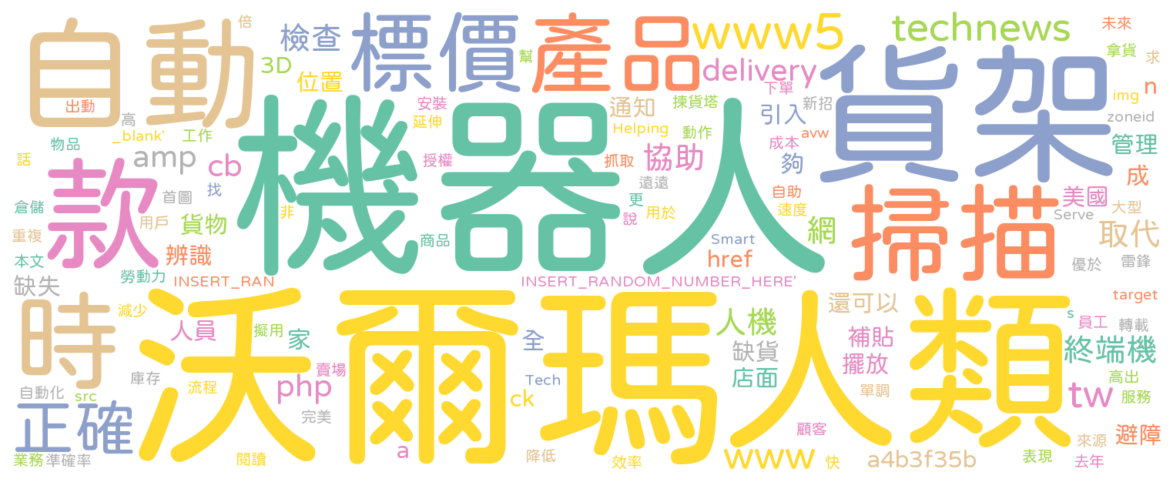 自動
倍
檢查
標價
幫
產品
www5
technews
未來
拿貨
求
3D
位置
delivery
下單
貨架
n
img
zoneid
出動
高
_blank'
工作
物品
話
amp
cb
找
安裝
延伸
授權
通知
Helping
揀貨塔
動作
抓取
協助
遠遠
引入
新招
avw
成本
夠
自助
速度
管理
成
美國
Serve
大型
取代
優於
雷鋒
機器人
款
首圖
用戶
倉儲
重複
本文
貨物
辨識
勞動力
非
商品
更
說
用於
Smart
href
網
掃描
缺失
INSERT_RAN
INSERT_RANDOM_NUMBER_HERE'
target
時
減少
人員
擬用
家
沃爾瑪
人類
全
還可以
人機
缺貨
店面
補貼
擺放
s
員工
轉載
終端機
自動化
src
庫存
流程
賣場
php
完美
Tech
ck
單調
高出
服務
tw
正確
a
顧客
避障
業務
準確率
閱讀
降低
效率
www
快
a4b3f35b
來源
表現
去年